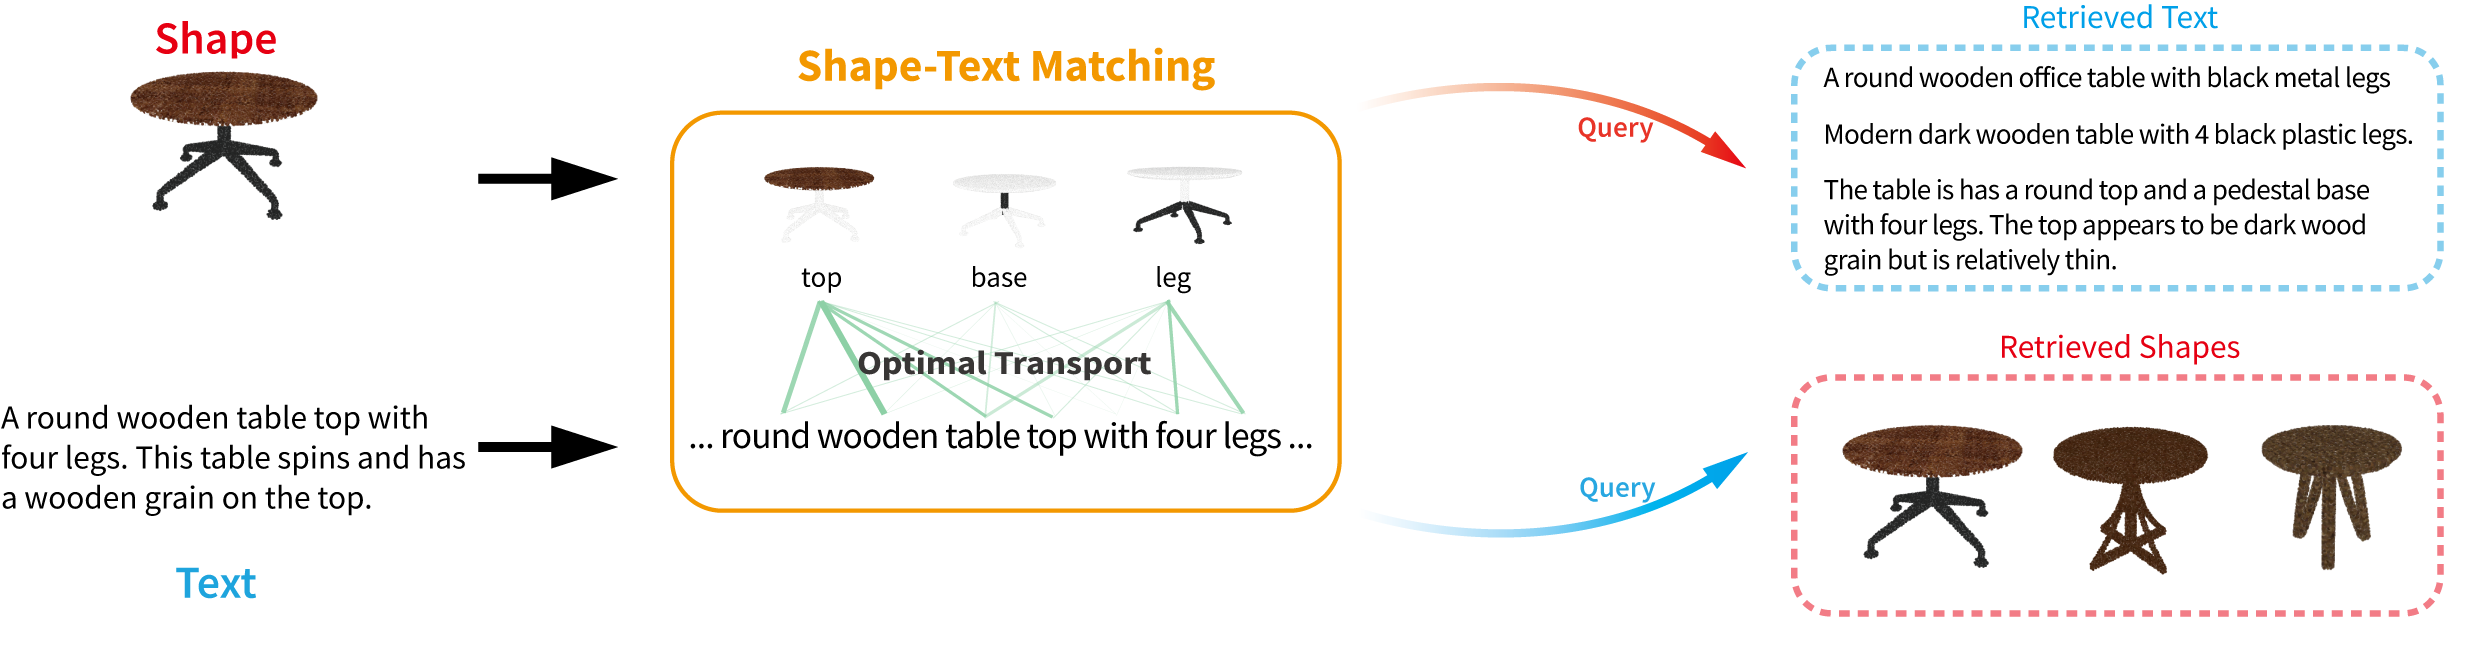 Shape
A round wooden table top with
four legs. This table spins and has
a wooden grain on the top.
Text
Shape-Text Matching
top base leg
Optimal Transport
... round wooden table top with four legs ...
Query
Query
Retrieved Text
A round wooden office table with black metal legs
Modern dark wooden table with 4 black plastic legs.
The table is has a round top and a pedestal base
with four legs. The top appears to be dark wood
grain but is relatively thin.
Retrieved Shapes